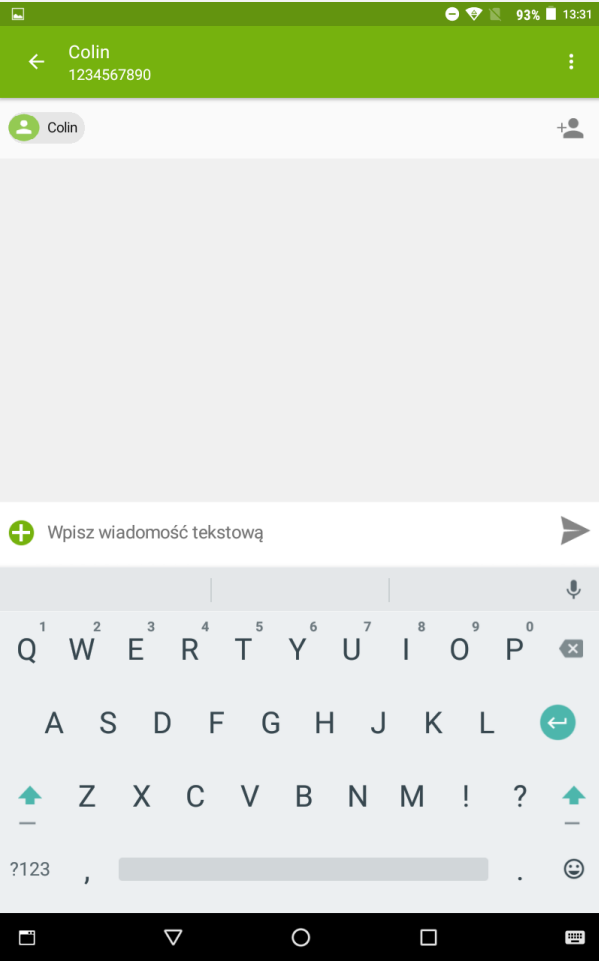 93% 13:31
Colin
1234567890
Colin
Wpisz wiadomość tekstową
1 2 3 4 5 6 7 8 9 0
Q W E R T Y U I O P
A S D F G H J K L
Z X C V B N M ! ?
?123 , .